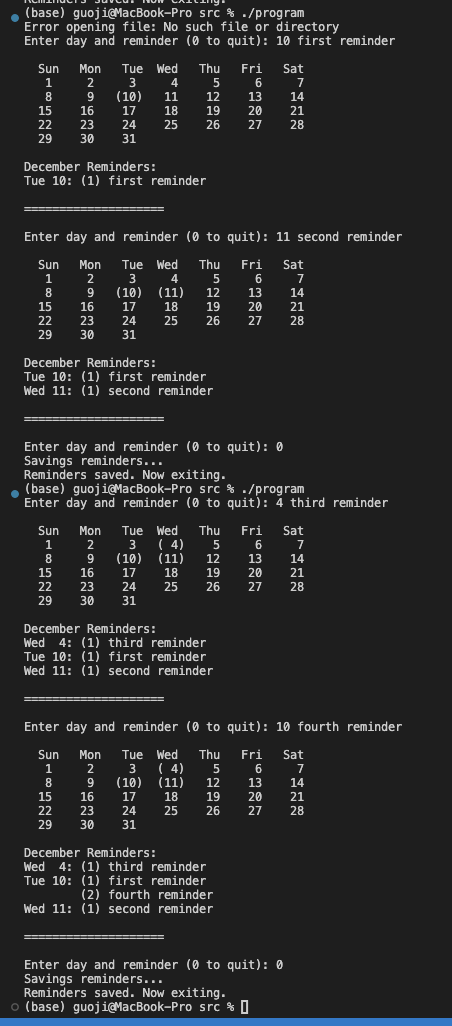 Reminders saved. Now exiting.
(base) guoji@MacBook-Pro src % ./program
Error opening file: No such file or directory
Enter day and reminder (0 to quit): 10 first reminder
Sun Mon Tue Wed Thu Fri Sat
1 2 3 4 5 6 7
8 9 (10) 11 12 13 14
15 16 17 18 19 20 21
22 23 24 25 26 27 28
29 30 31
December Reminders:
Tue 10: (1) first reminder
====================
Enter day and reminder (0 to quit): 11 second reminder
Sun Mon Tue Wed Thu Fri Sat
1 2 3 4 5 6 7
8 9 (10) (11) 12 13 14
15 16 17 18 19 20 21
22 23 24 25 26 27 28
29 30 31
December Reminders:
Tue 10: (1) first reminder
Wed 11: (1) second reminder
====================
Enter day and reminder (0 to quit): 0
Savings reminders...
Reminders saved. Now exiting.
(base) guoji@MacBook-Pro src % ./program
Enter day and reminder (0 to quit): 4 third reminder
Sun Mon Tue Wed Thu Fri Sat
1 2 3 ( 4) 5 6 7
8 9 (10) (11) 12 13 14
15 16 17 18 19 20 21
22 23 24 25 26 27 28
29 30 31
December Reminders:
Wed  4: (1) third reminder
Tue 10: (1) first reminder
Wed 11: (1) second reminder
====================
Enter day and reminder (0 to quit): 10 fourth reminder
Sun Mon Tue Wed Thu Fri Sat
1 2 3 ( 4) 5 6 7
8 9 (10) (11) 12 13 14
15 16 17 18 19 20 21
22 23 24 25 26 27 28
29 30 31
December Reminders:
Wed  4: (1) third reminder
Tue 10: (1) first reminder
(2) fourth reminder
Wed 11: (1) second reminder
====================
Enter day and reminder (0 to quit): 0
Savings reminders...
Reminders saved. Now exiting.
(base) guoji@MacBook-Pro src %